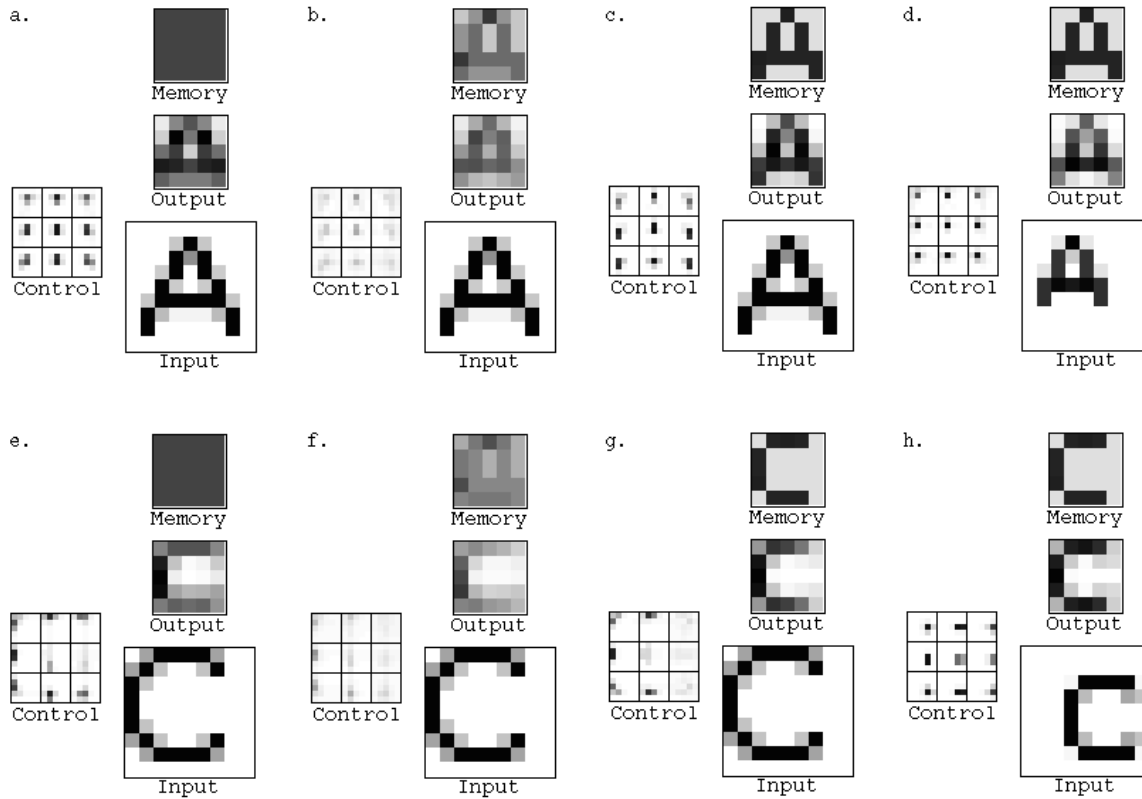 a. b. c. d.
Memory Memory Memory Memory
Output Output Output Output
Control Control Control Control
Input Input Input Input
e. f. g. h.
Memory Memory Memory Memory
Output Output Output Output
Control Control Control Control
Input Input Input Input